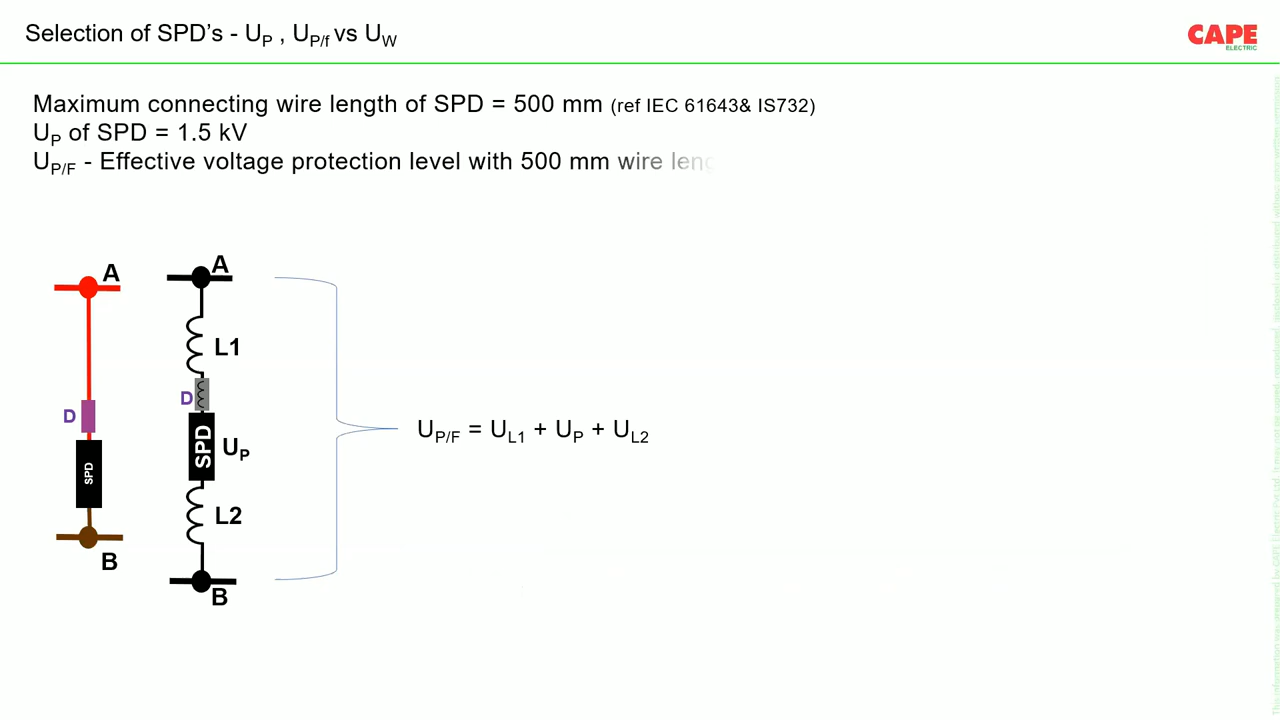 Selection of SPD's - UP , UP/f vs UW
CAPE
ELECTRIC
Maximum connecting wire length of SPD = 500 mm (ref IEC 61643& IS732)
UP of SPD = 1.5 kV
UP/F - Effective voltage protection level with 500 mm wire leng
A
D
SPD
B
A
L1
D
SPD
UP
L2
B
UP/F = UL1 + UP + UL2